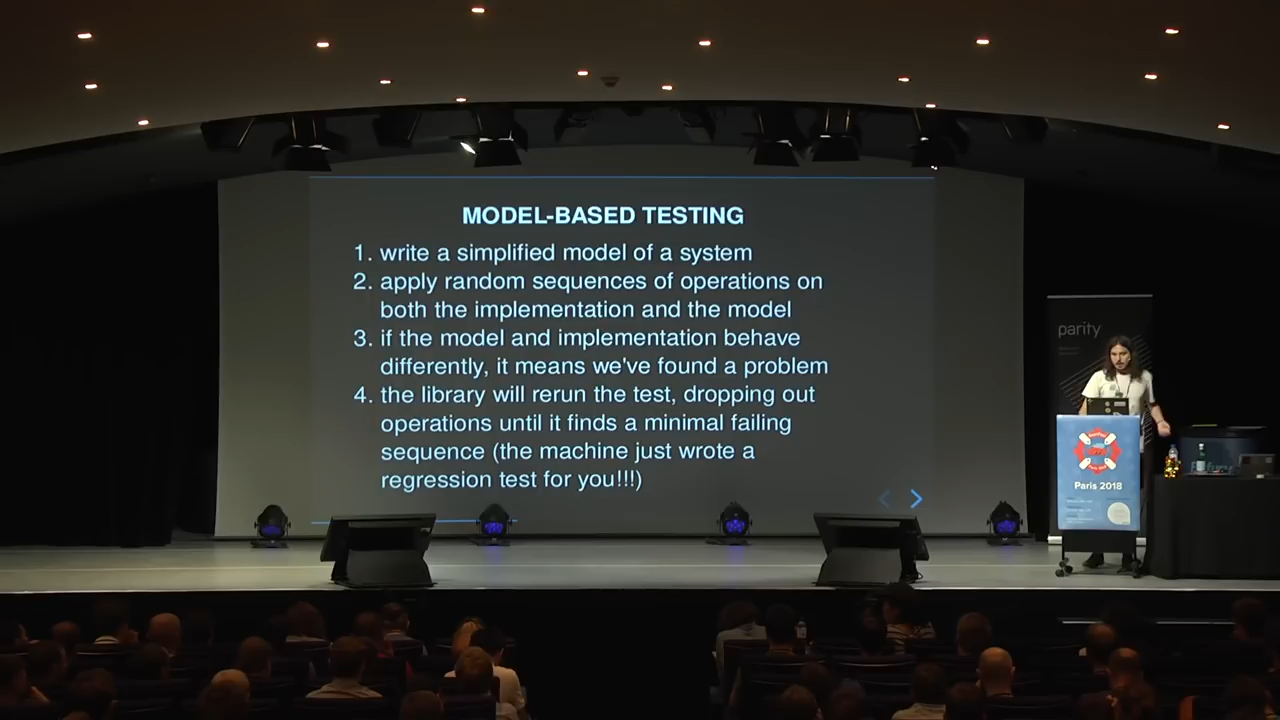 MODEL-BASED TESTING
1. write a simplified model of a system
2. apply random sequences of operations on
both the implementation and the model
3. if the model and implementation behave
differently, it means we've found a problem
4. the library will rerun the test, dropping out
operations until it finds a minimal failing
sequence (the machine just wrote a
regression test for you!!!)
parity
Paris 2018